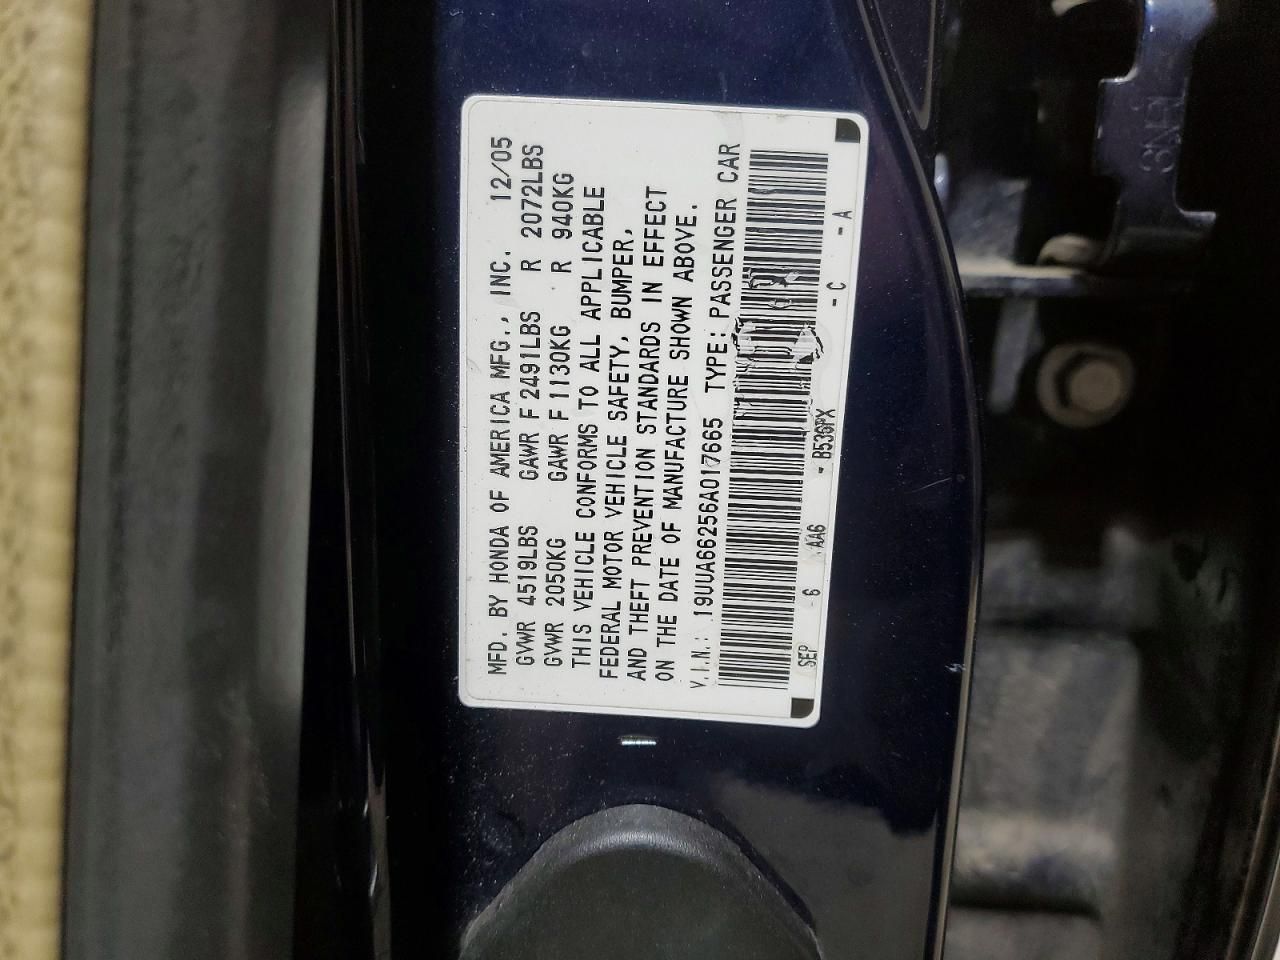 MFD. BY HONDA OF AMERICA MFG., INC. 12/05
GVWR 4519LBS GAWR F 2491LBS R 2072LBS
GVWR 2050KG GAWR F 1130KG R 940KG
THIS VEHICLE CONFORMS TO ALL APPLICABLE
FEDERAL MOTOR VEHICLE SAFETY, BUMPER,
AND THEFT PREVENTION STANDARDS IN EFFECT
ON THE DATE OF MANUFACTURE SHOWN ABOVE.
V.I.N.: 19UUA66256A017665 TYPE: PASSENGER CAR
SEP - 6 AA6 - B536PX - C - A